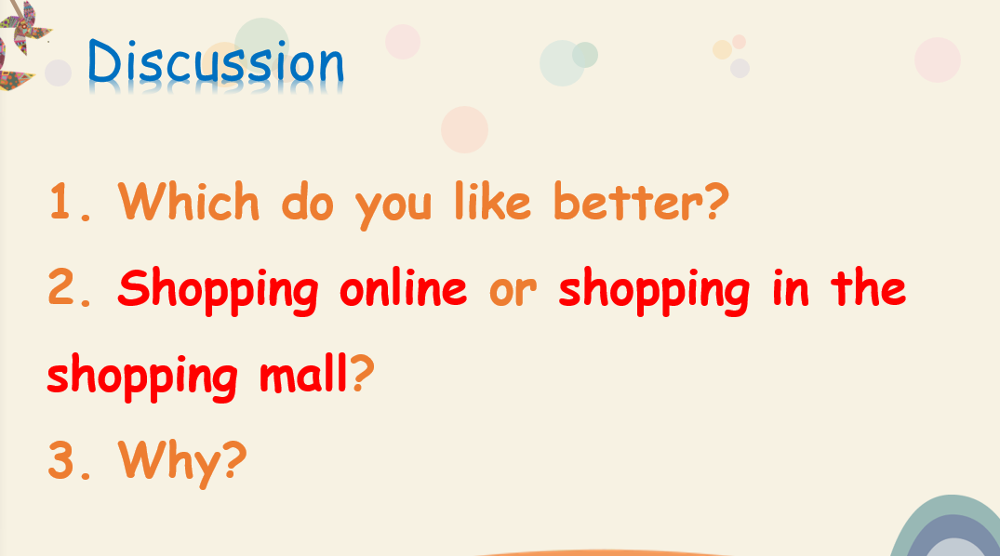 Discussion
1. Which do you like better?
2. Shopping online or shopping in the
shopping mall?
3. Why?